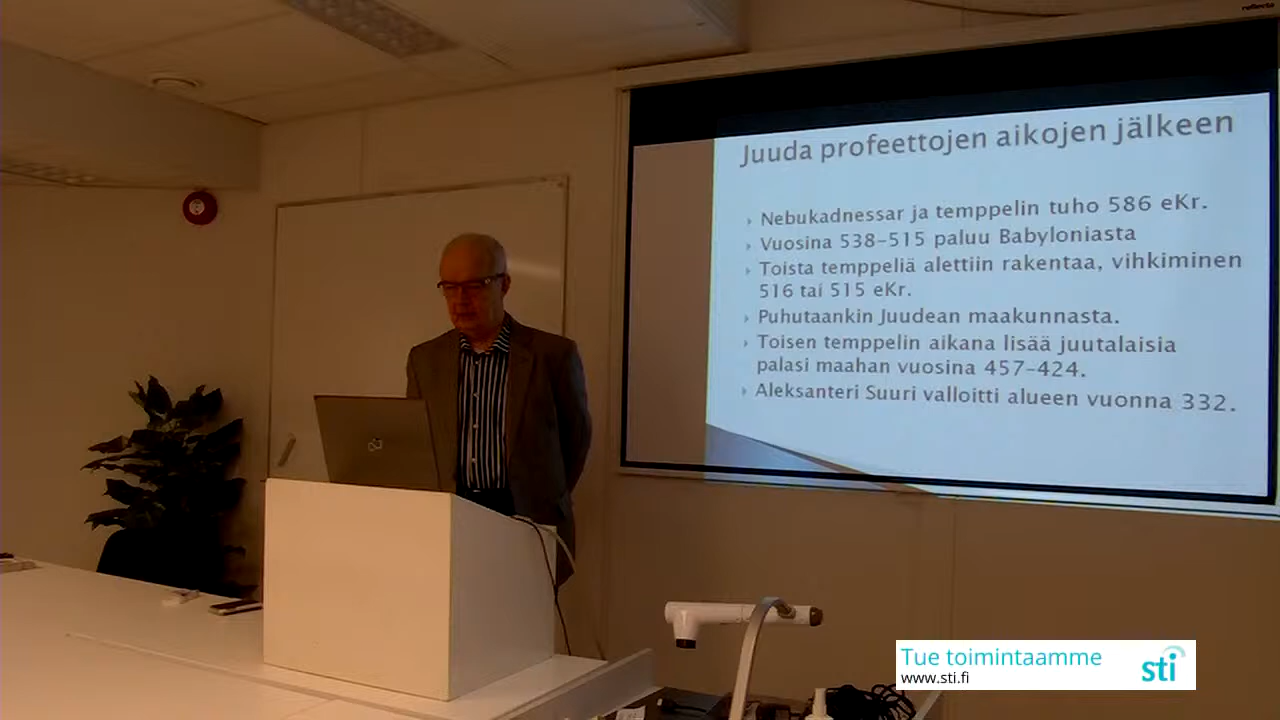 reflecta
Juuda profeettojen aikojen jälkeen
Nebukadnessar ja temppelin tuho 586 eKr.
Vuosina 538-515 paluu Babyloniasta
Toista temppeliä alettiin rakentaa, vihkiminen
516 tai 515 eKr.
Puhutaankin Juudean maakunnasta.
Toisen temppelin aikana lisää juutalaisia
palasi maahan vuosina 457-424.
Aleksanteri Suuri valloitti alueen vuonna 332.
Tue toimintaamme
www.sti.fi
sti